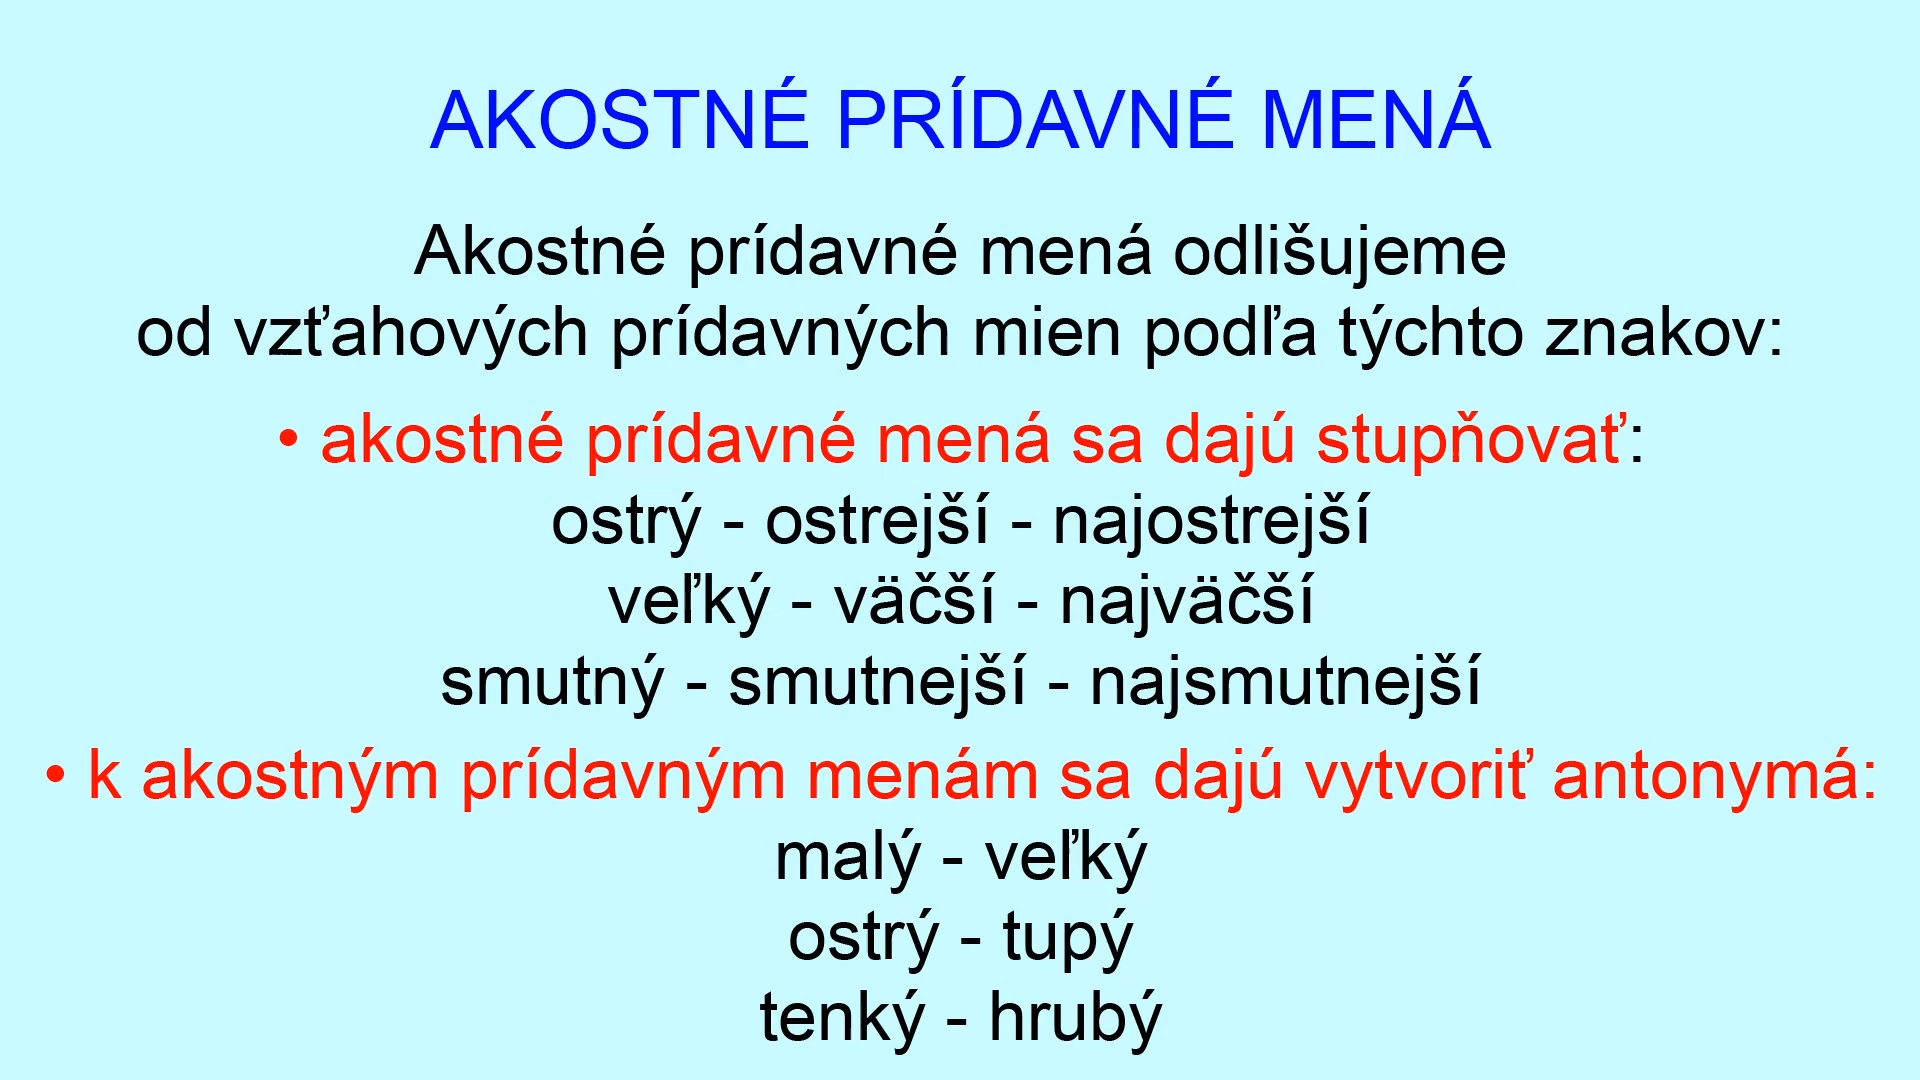 AKOSTNÉ PRÍDAVNÉ MENÁ
Akostné prídavné mená odlišujeme
od vzťahových prídavných mien podľa týchto znakov:
• akostné prídavné mená sa dajú stupňovať:
ostrý - ostrejší - najostrejší
veľký - väčší - najväčší
smutný - smutnejší - najsmutnejší
• k akostným prídavným menám sa dajú vytvoriť antonymá:
malý - veľký
ostrý - tupý
tenký - hrubý